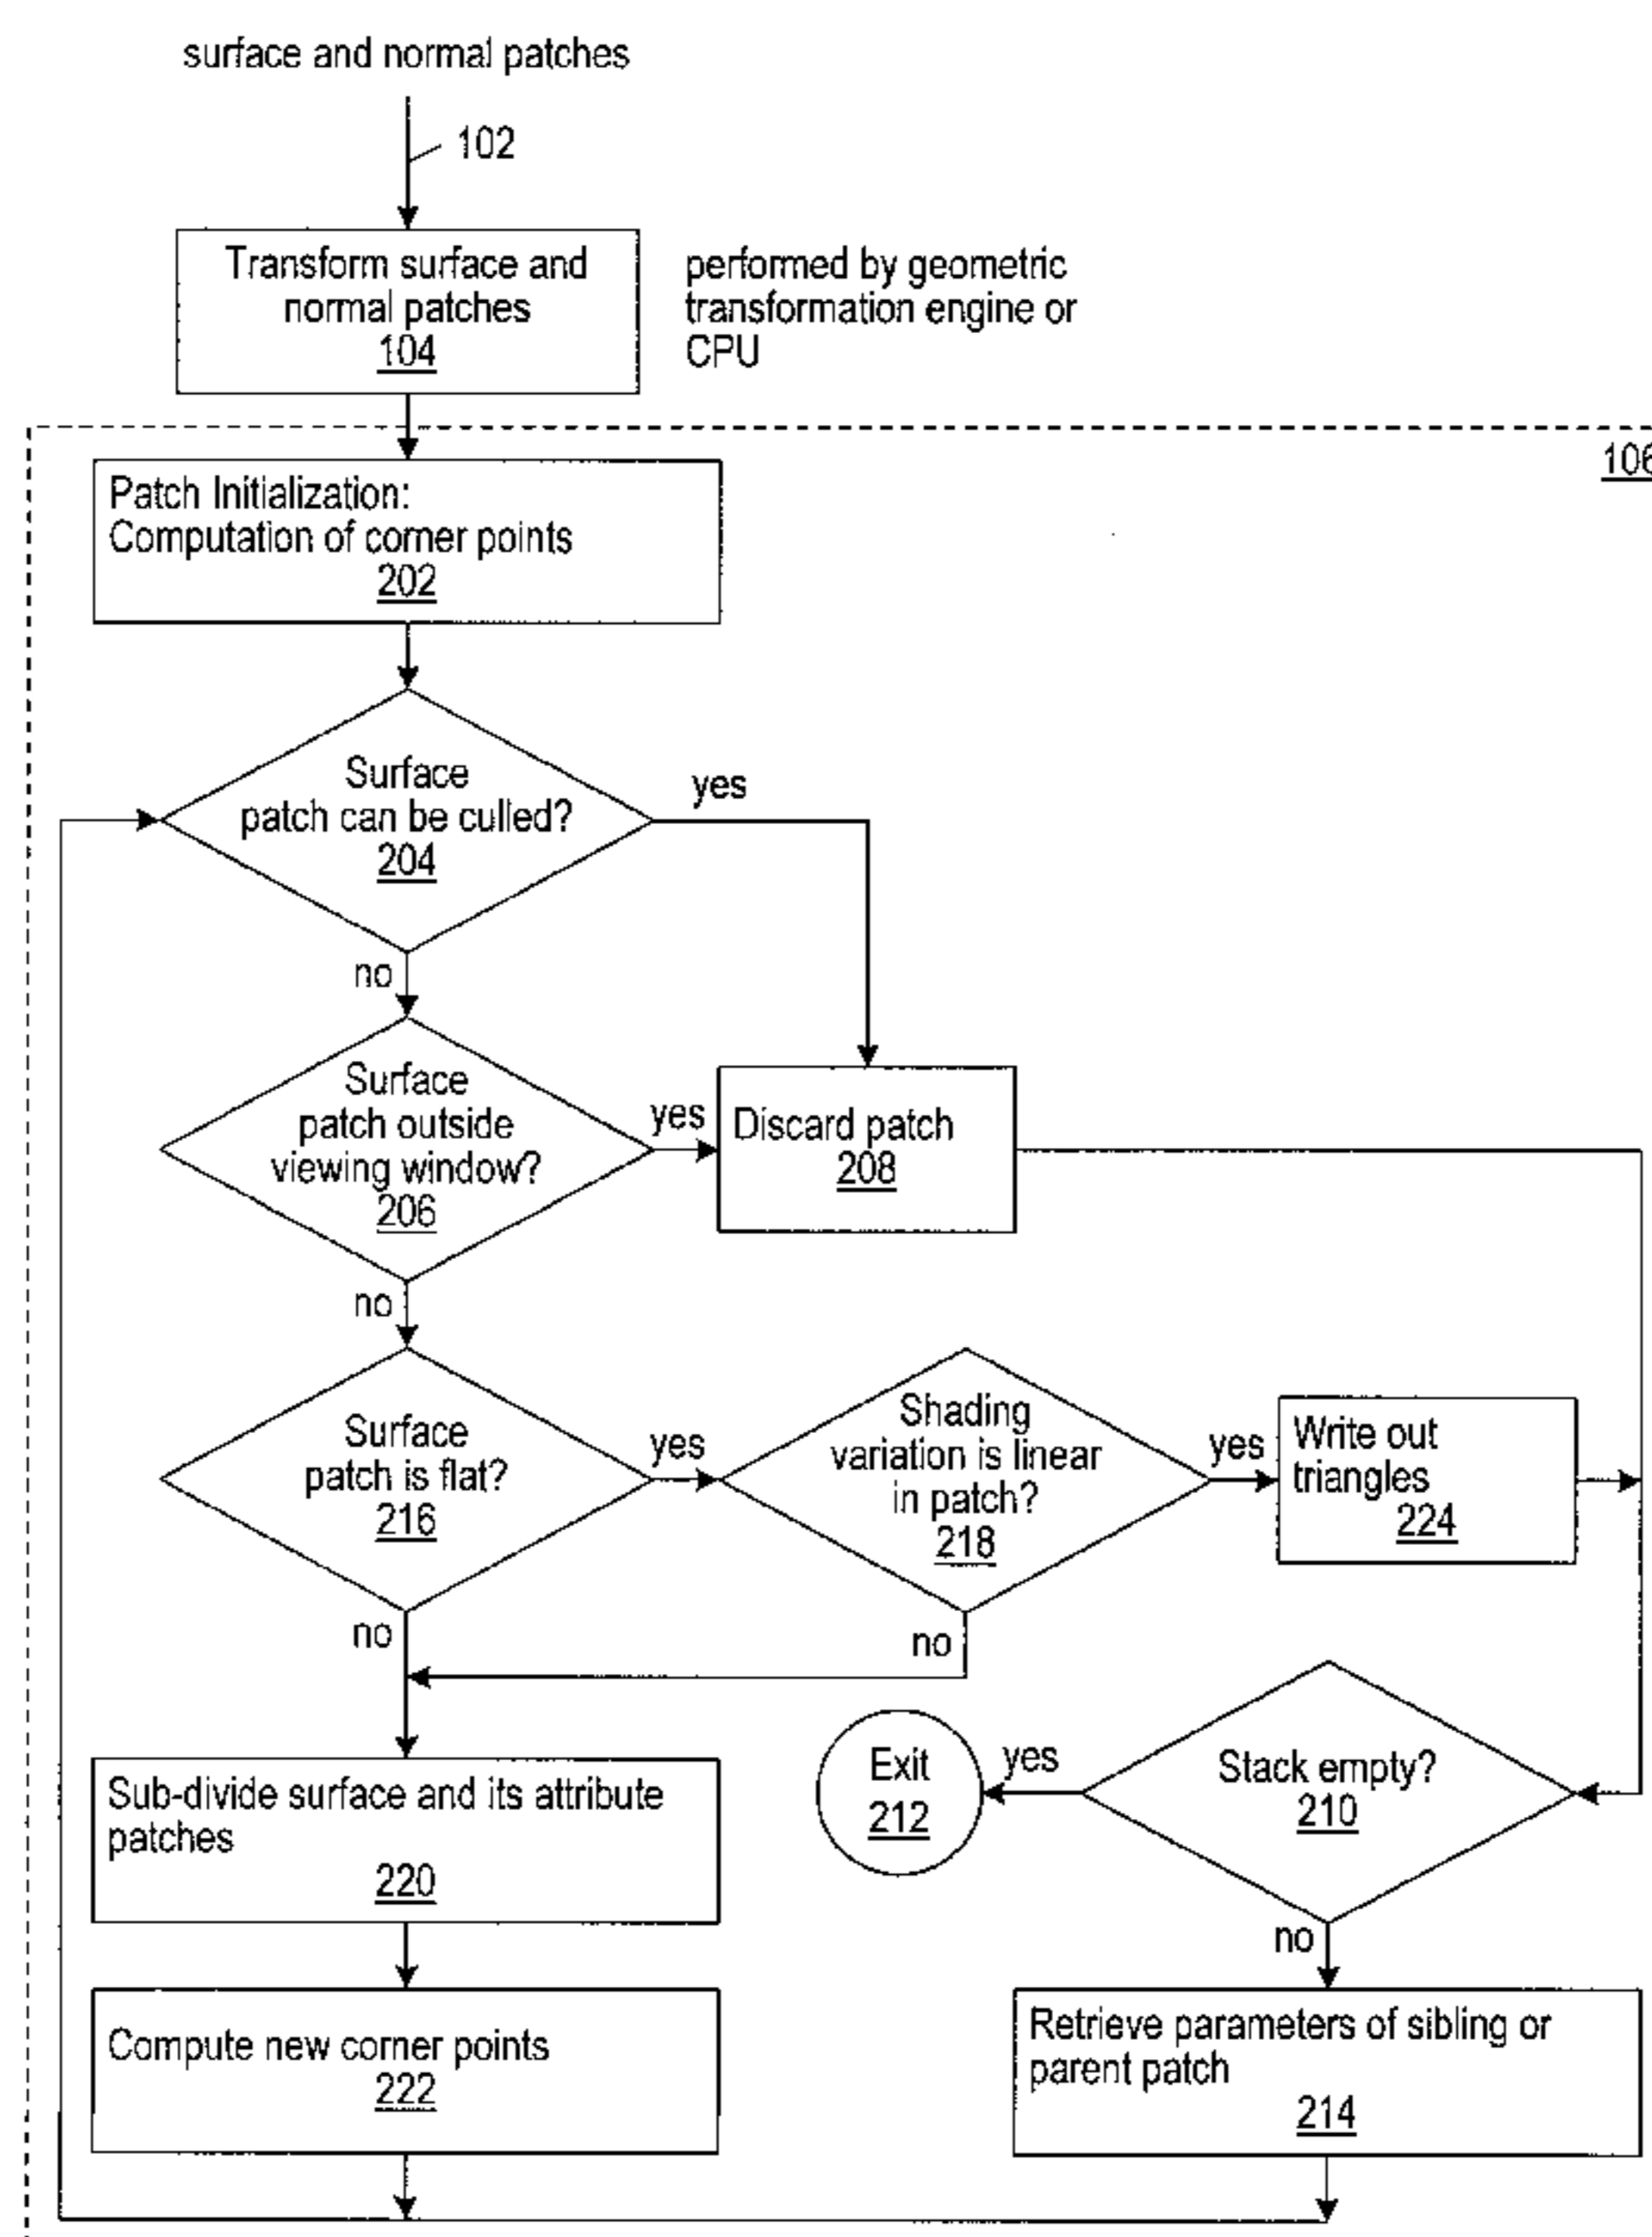 surface and normal patches
102
Transform surface and
normal patches
104
performed by geometric
transformation engine or
CPU
106
Patch Initialization:
Computation of corner points
202
Surface
patch can be culled?
204
yes
no
Surface
patch outside
viewing window?
206
yes
Discard patch
208
no
Surface
patch is flat?
216
yes
Shading
variation is linear
in patch?
218
yes
Write out
triangles
224
no
no
Exit
212
yes
Stack empty?
210
Sub-divide surface and its attribute
patches
220
no
Compute new corner points
222
Retrieve parameters of sibling or
parent patch
214